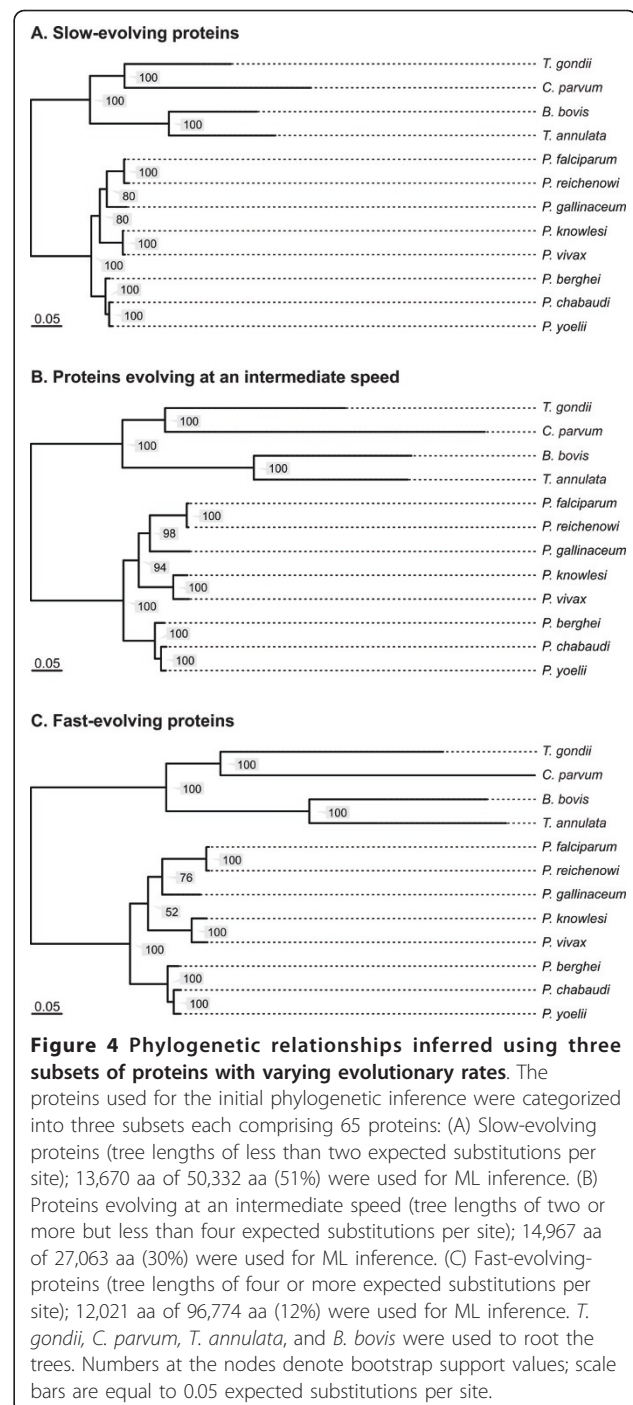 A. Slow-evolving proteins
T. gondii
100
C. parvum
100
B. bovis
100
T. annulata
P. falciparum
100
P. reichenowi
80
P. gallinaceum
80
P. knowlesi
100
P. vivax
100
P. berghei
100
P. chabaudi
100
P. yoelii
0.05
B. Proteins evolving at an intermediate speed
T. gondii
100
C. parvum
100
B. bovis
100
T. annulata
P. falciparum
100
P. reichenowi
98
P. gallinaceum
94
P. knowlesi
100
P. vivax
100
P. berghei
100
P. chabaudi
100
P. yoelii
0.05
C. Fast-evolving proteins
T. gondii
100
C. parvum
100
B. bovis
100
T. annulata
P. falciparum
100
P. reichenowi
76
P. gallinaceum
52
P. knowlesi
100
P. vivax
100
P. berghei
100
P. chabaudi
100
P. yoelii
0.05
Figure 4 Phylogenetic relationships inferred using three
subsets of proteins with varying evolutionary rates. The
proteins used for the initial phylogenetic inference were categorized
into three subsets each comprising 65 proteins: (A) Slow-evolving
proteins (tree lengths of less than two expected substitutions per
site); 13,670 aa of 50,332 aa (51%) were used for ML inference. (B)
Proteins evolving at an intermediate speed (tree lengths of two or
more but less than four expected substitutions per site); 14,967 aa
of 27,063 aa (30%) were used for ML inference. (C) Fast-evolving-
proteins (tree lengths of four or more expected substitutions per
site); 12,021 aa of 96,774 aa (12%) were used for ML inference. T.
gondii, C. parvum, T. annulata, and B. bovis were used to root the
trees. Numbers at the nodes denote bootstrap support values; scale
bars are equal to 0.05 expected substitutions per site.